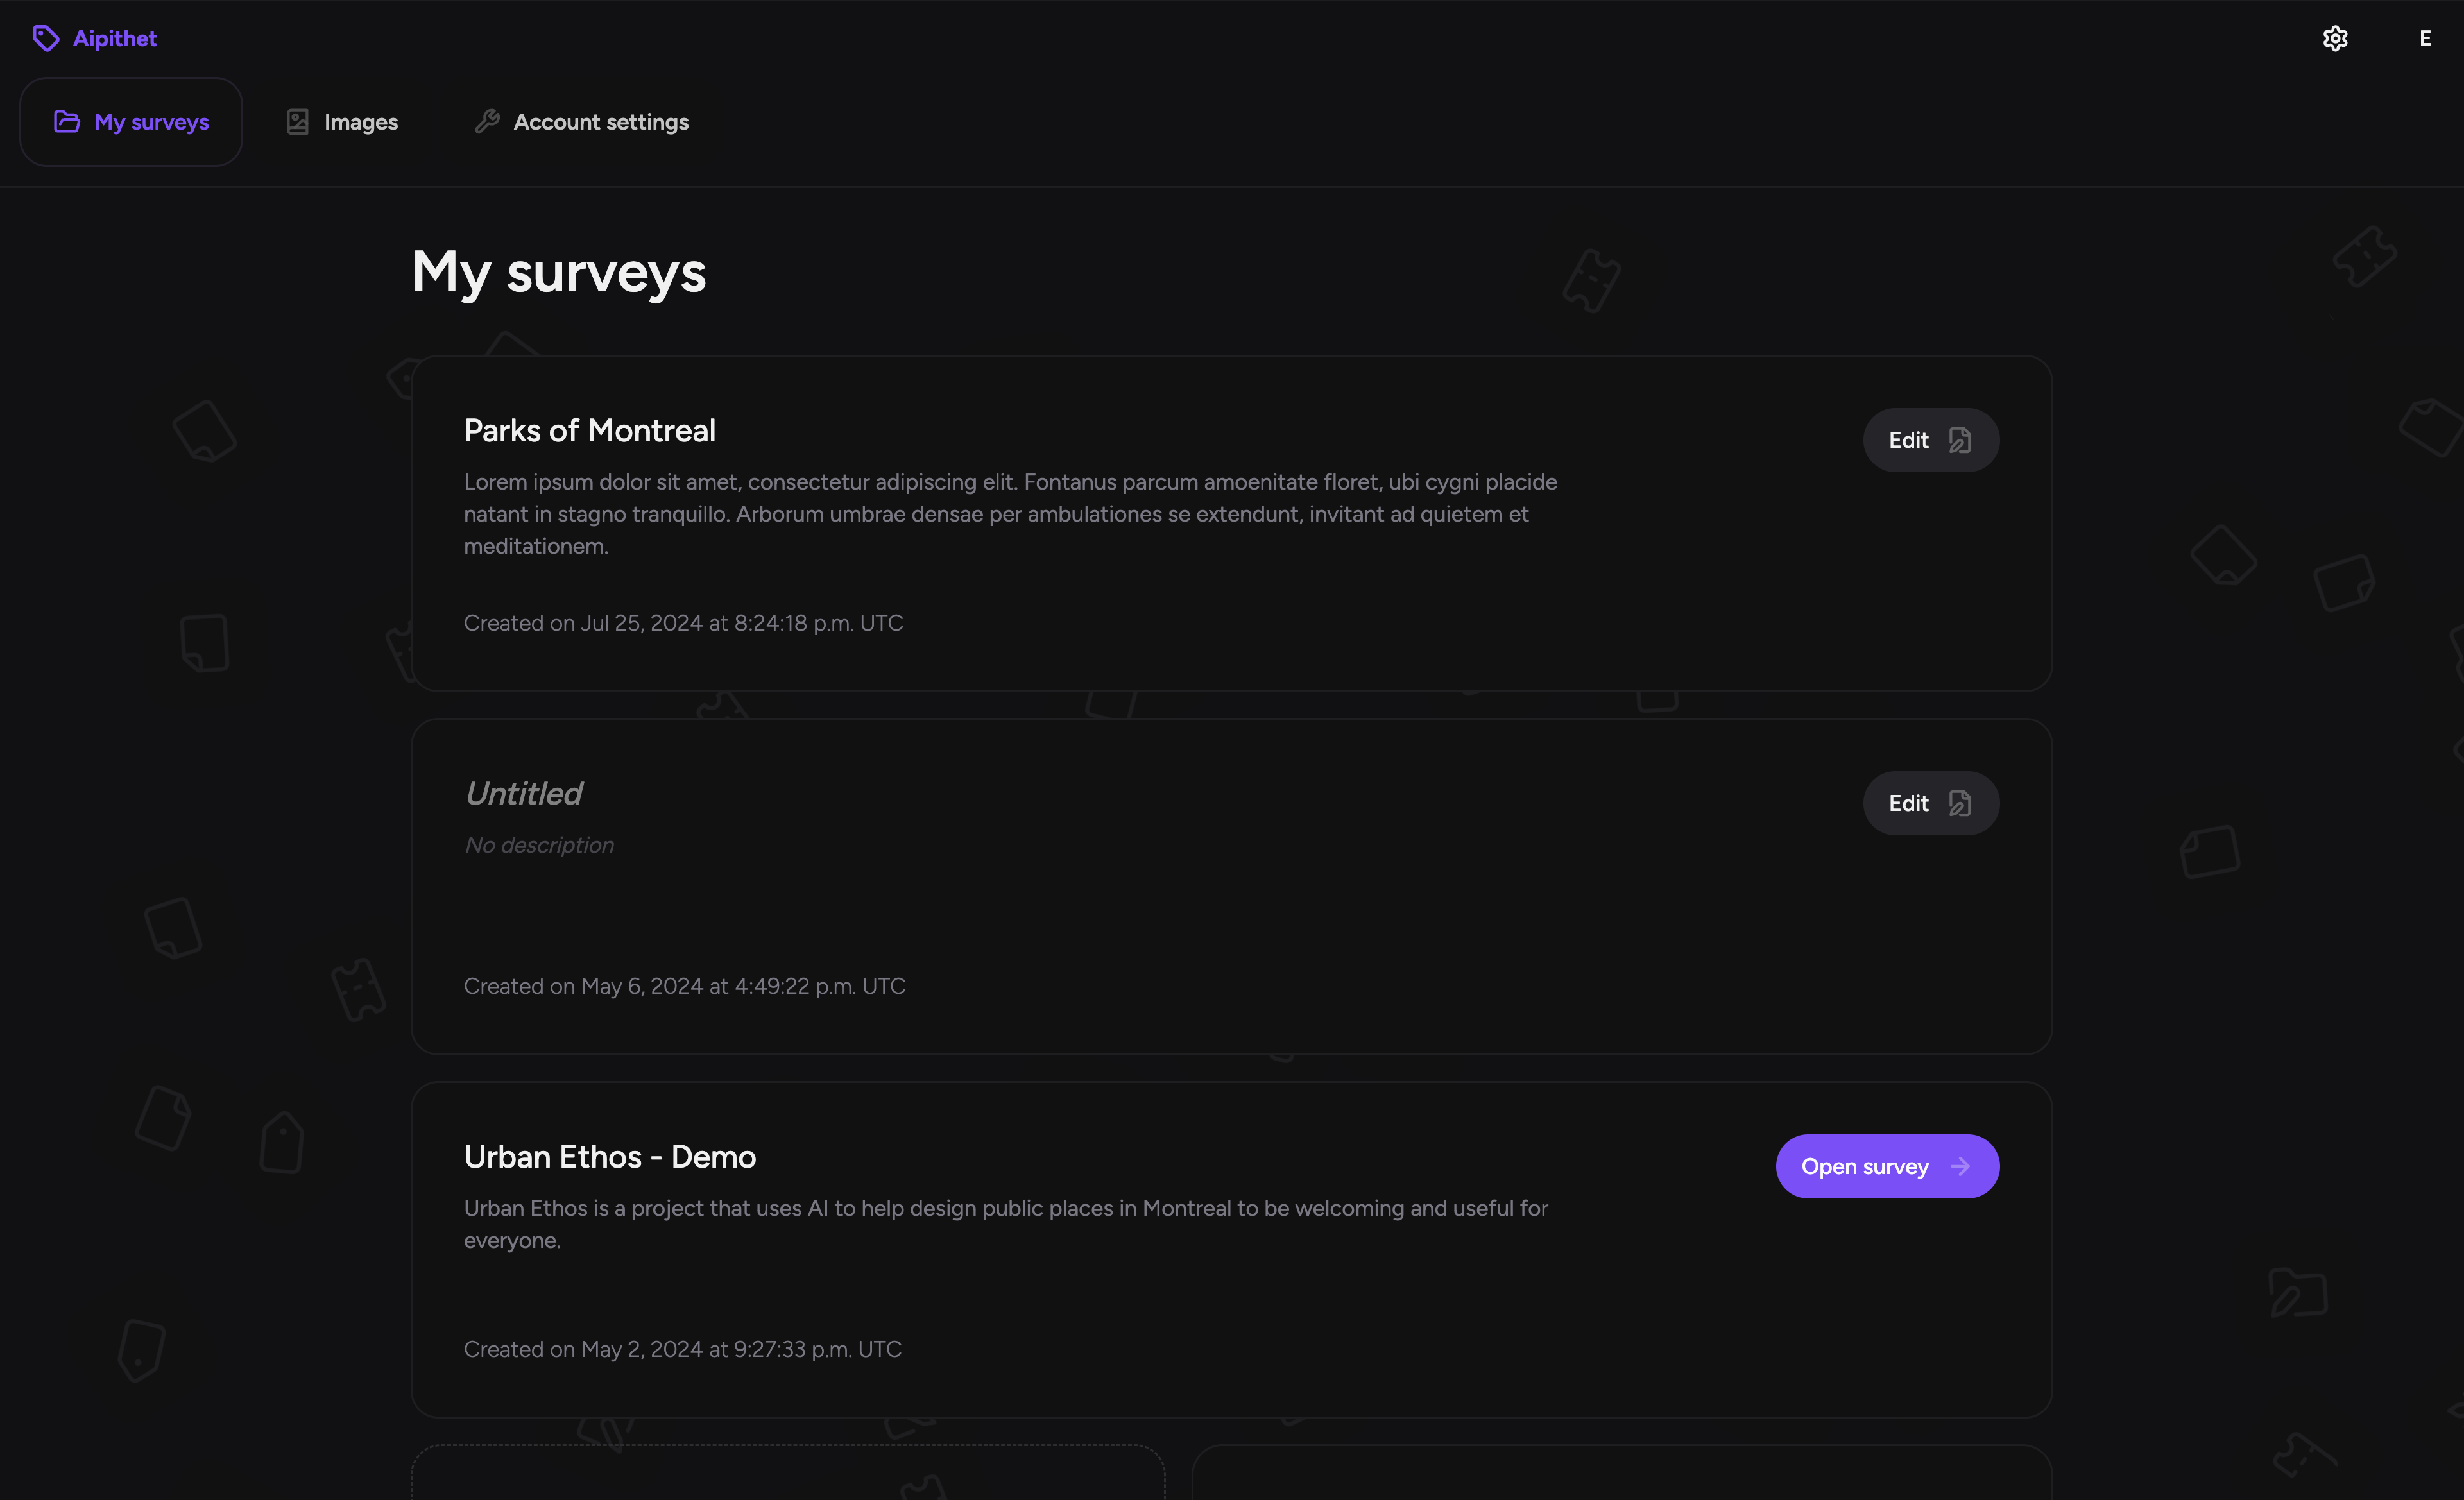 Aipithet
E
My surveys
Images
Account settings
My surveys
Parks of Montreal
Edit
Lorem ipsum dolor sit amet, consectetur adipiscing elit. Fontanus parcum amoenitate floret, ubi cygni placide
natant in stagno tranquillo. Arborum umbrae densae per ambulationes se extendunt, invitant ad quietem et
meditationem.
Created on Jul 25, 2024 at 8:24:18 p.m. UTC
Untitled
Edit
No description
Created on May 6, 2024 at 4:49:22 p.m. UTC
Urban Ethos - Demo
Open survey
Urban Ethos is a project that uses AI to help design public places in Montreal to be welcoming and useful for
everyone.
Created on May 2, 2024 at 9:27:33 p.m. UTC